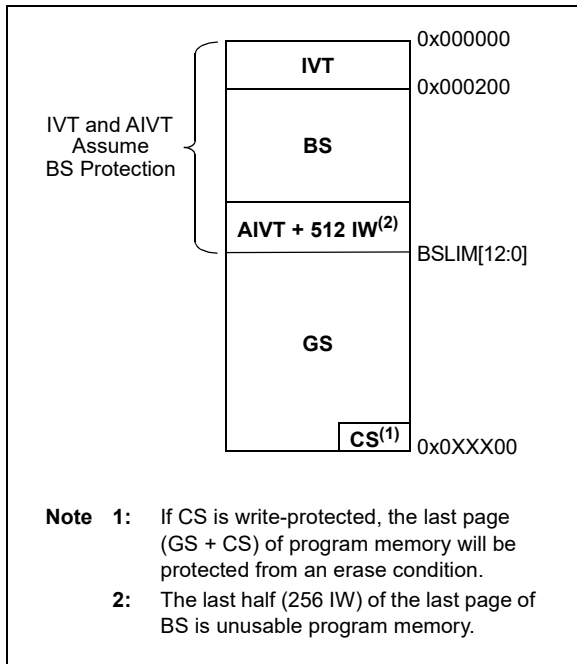 0x000000
IVT
0x000200
IVT and AIVT
Assume
BS Protection
BS
AIVT + 512 IW(2)
BSLIM[12:0]
GS
CS(1)
0x0XXX00
Note 1: If CS is write-protected, the last page
(GS + CS) of program memory will be
protected from an erase condition.
2: The last half (256 IW) of the last page of
BS is unusable program memory.